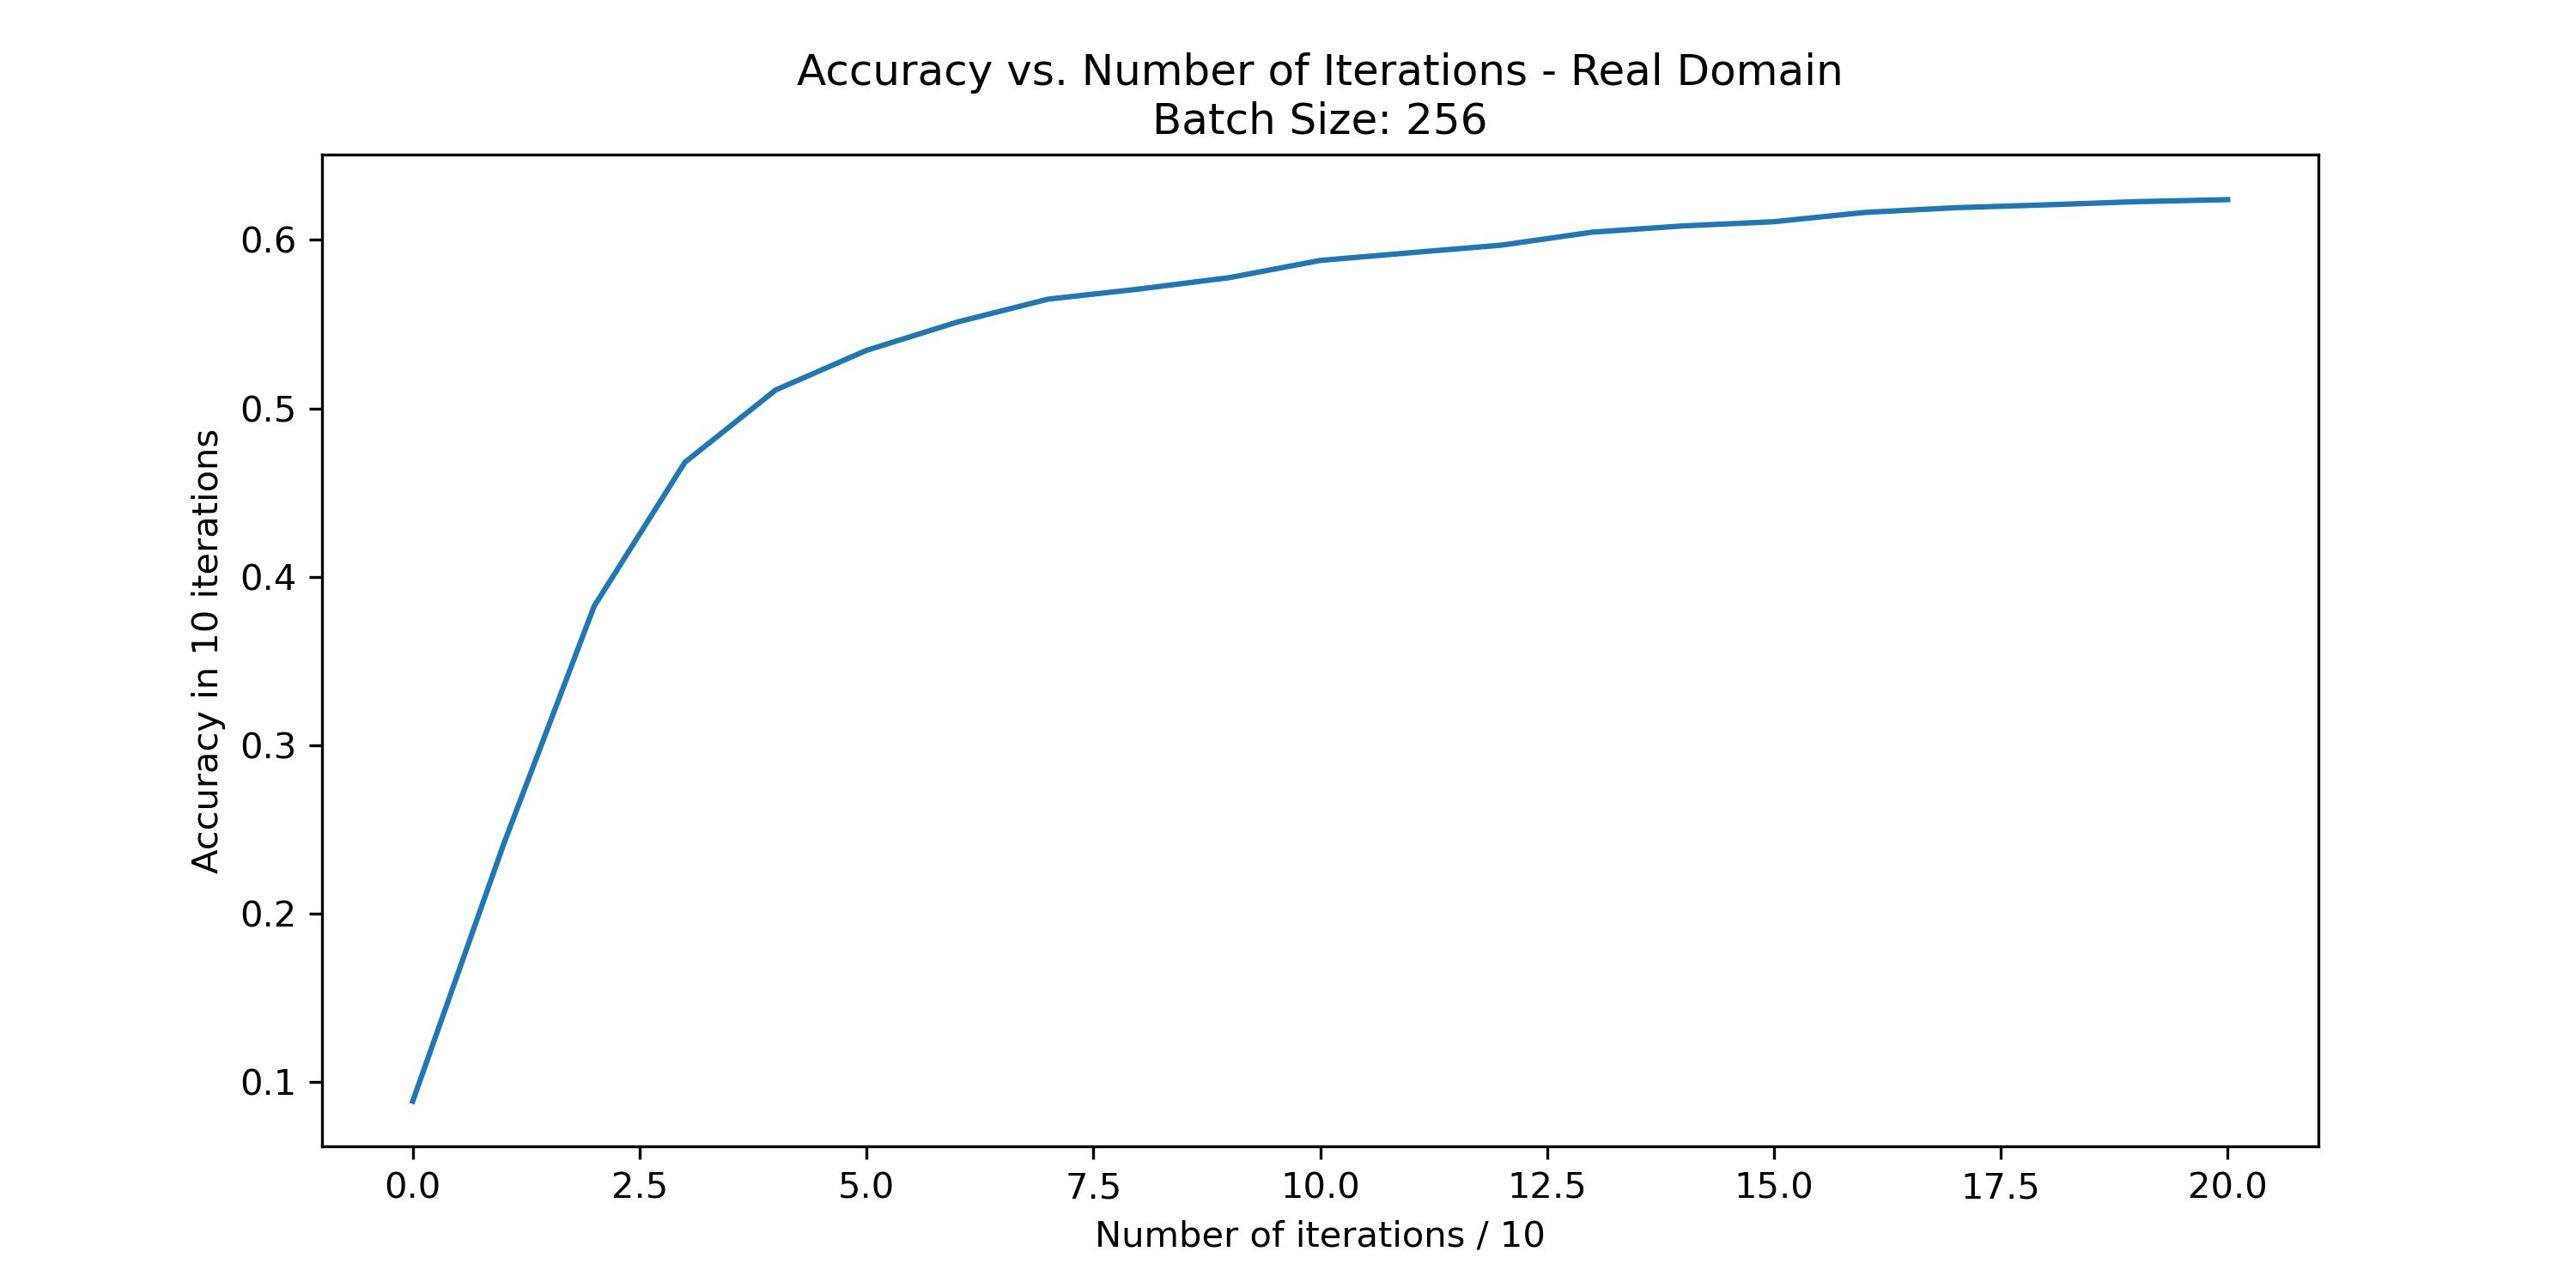 Accuracy vs. Number of Iterations - Real Domain
Batch Size: 256
Accuracy in 10 iterations
0.6
0.5
0.4
0.3
0.2
0.1
0.0 2.5 5.0 7.5 10.0 12.5 15.0 17.5 20.0
Number of iterations / 10